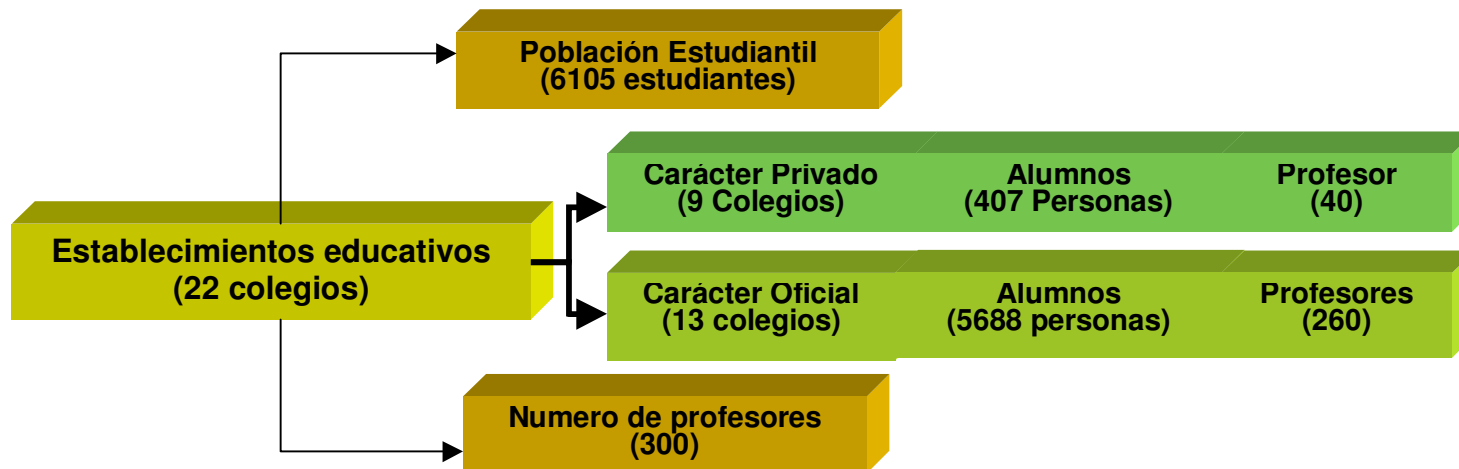 Población Estudiantil
(6105 estudiantes)
Carácter Privado
(9 Colegios)
Alumnos
(407 Personas)
Profesor
(40)
Establecimientos educativos
(22 colegios)
Carácter Oficial
(13 colegios)
Alumnos
(5688 personas)
Profesores
(260)
Numero de profesores
(300)